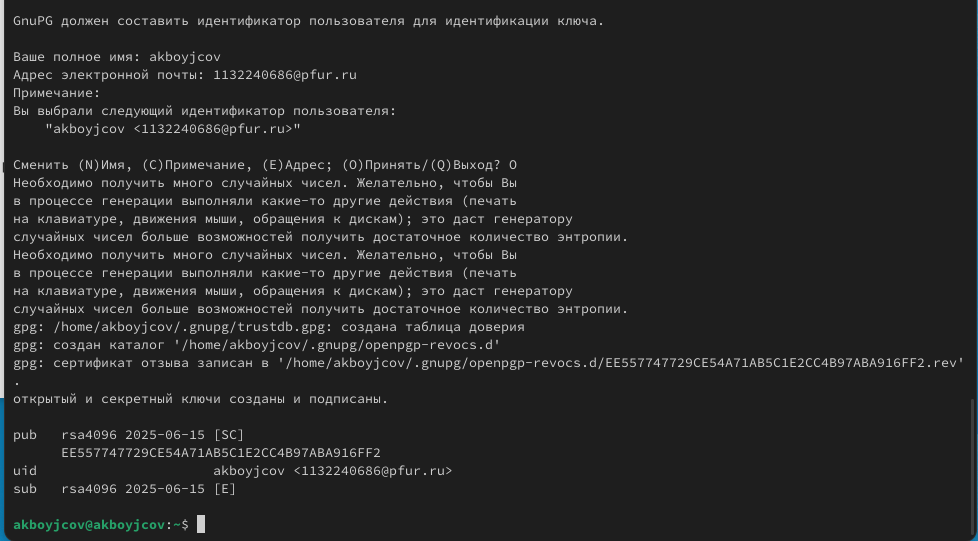 GnuPG должен составить идентификатор пользователя для идентификации ключа.
Ваше полное имя: akboyjcov
Адрес электронной почты: 1132240686@pfur.ru
Примечание:
Вы выбрали следующий идентификатор пользователя:
"akboyjcov <1132240686@pfur.ru>"
Сменить (N)Имя, (C)Примечание, (E)Адрес; (O)Принять/(Q)Выход? O
Необходимо получить много случайных чисел. Желательно, чтобы Вы
в процессе генерации выполняли какие-то другие действия (печать
на клавиатуре, движения мыши, обращения к дискам); это даст генератору
случайных чисел больше возможностей получить достаточное количество энтропии.
Необходимо получить много случайных чисел. Желательно, чтобы Вы
в процессе генерации выполняли какие-то другие действия (печать
на клавиатуре, движения мыши, обращения к дискам); это даст генератору
случайных чисел больше возможностей получить достаточное количество энтропии.
gpg: /home/akboyjcov/.gnupg/trustdb.gpg: создана таблица доверия
gpg: создан каталог '/home/akboyjcov/.gnupg/openpgp-revocs.d'
gpg: сертификат отзыва записан в '/home/akboyjcov/.gnupg/openpgp-revocs.d/EE557747729CE54A71AB5C1E2CC4B97ABA916FF2.rev'
.
открытый и секретный ключи созданы и подписаны.
pub   rsa4096 2025-06-15 [SC]
EE557747729CE54A71AB5C1E2CC4B97ABA916FF2
uid                      akboyjcov <1132240686@pfur.ru>
sub   rsa4096 2025-06-15 [E]
akboyjcov@akboyjcov:~$